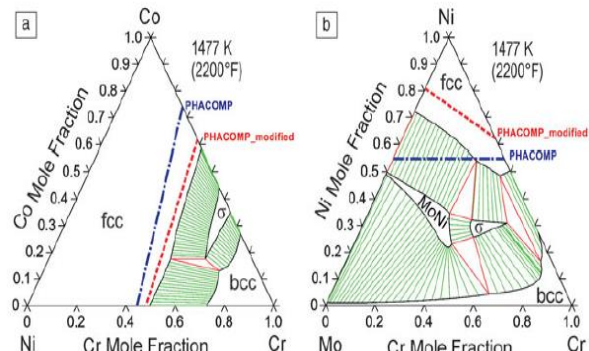 a
Co
1477 K
(2200°F)
PHACOMP
PHACOMP_modified
Co Mole Fraction
1.0
0.9
0.8
0.7
0.6
0.5
0.4
0.3
0.2
0.1
0
fcc
σ
bcc
0 0.2 0.4 0.6 0.8 1.0
Ni Cr Mole Fraction Cr
b
Ni
1477 K
(2200°F)
fcc
PHACOMP_modified
PHACOMP
Ni Mole Fraction
1.0
0.9
0.8
0.7
0.6
0.5
0.4
0.3
0.2
0.1
0
MoNi
σ
bcc
0 0.2 0.4 0.6 0.8 1.0
Mo Cr Mole Fraction Cr